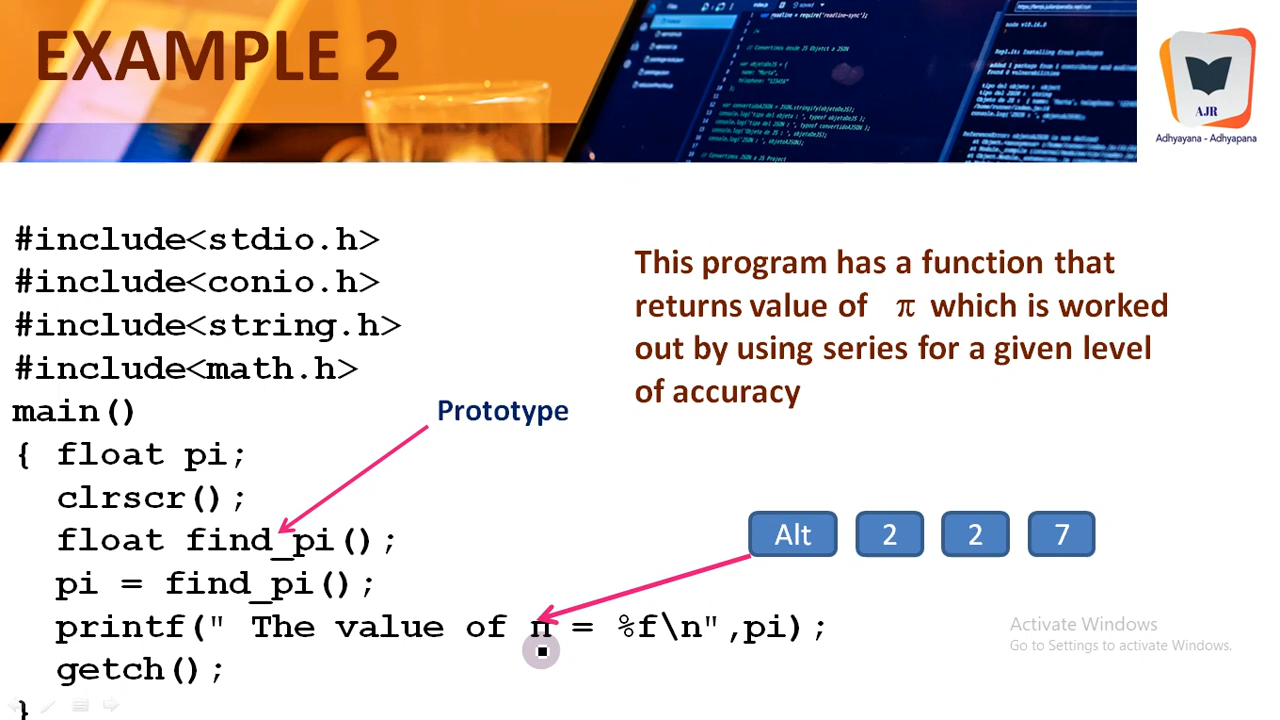 EXAMPLE 2
AJR
Adhyayana - Adhyapana
#include<stdio.h>
#include<conio.h>
#include<string.h>
#include<math.h>
main()
{ float pi;
clrscr();
float find_pi();
pi = find_pi();
printf(" The value of π = %f\n",pi);
getch();
}
Prototype
This program has a function that
returns value of π which is worked
out by using series for a given level
of accuracy
Alt 2 2 7
Activate Windows
Go to Settings to activate Windows.